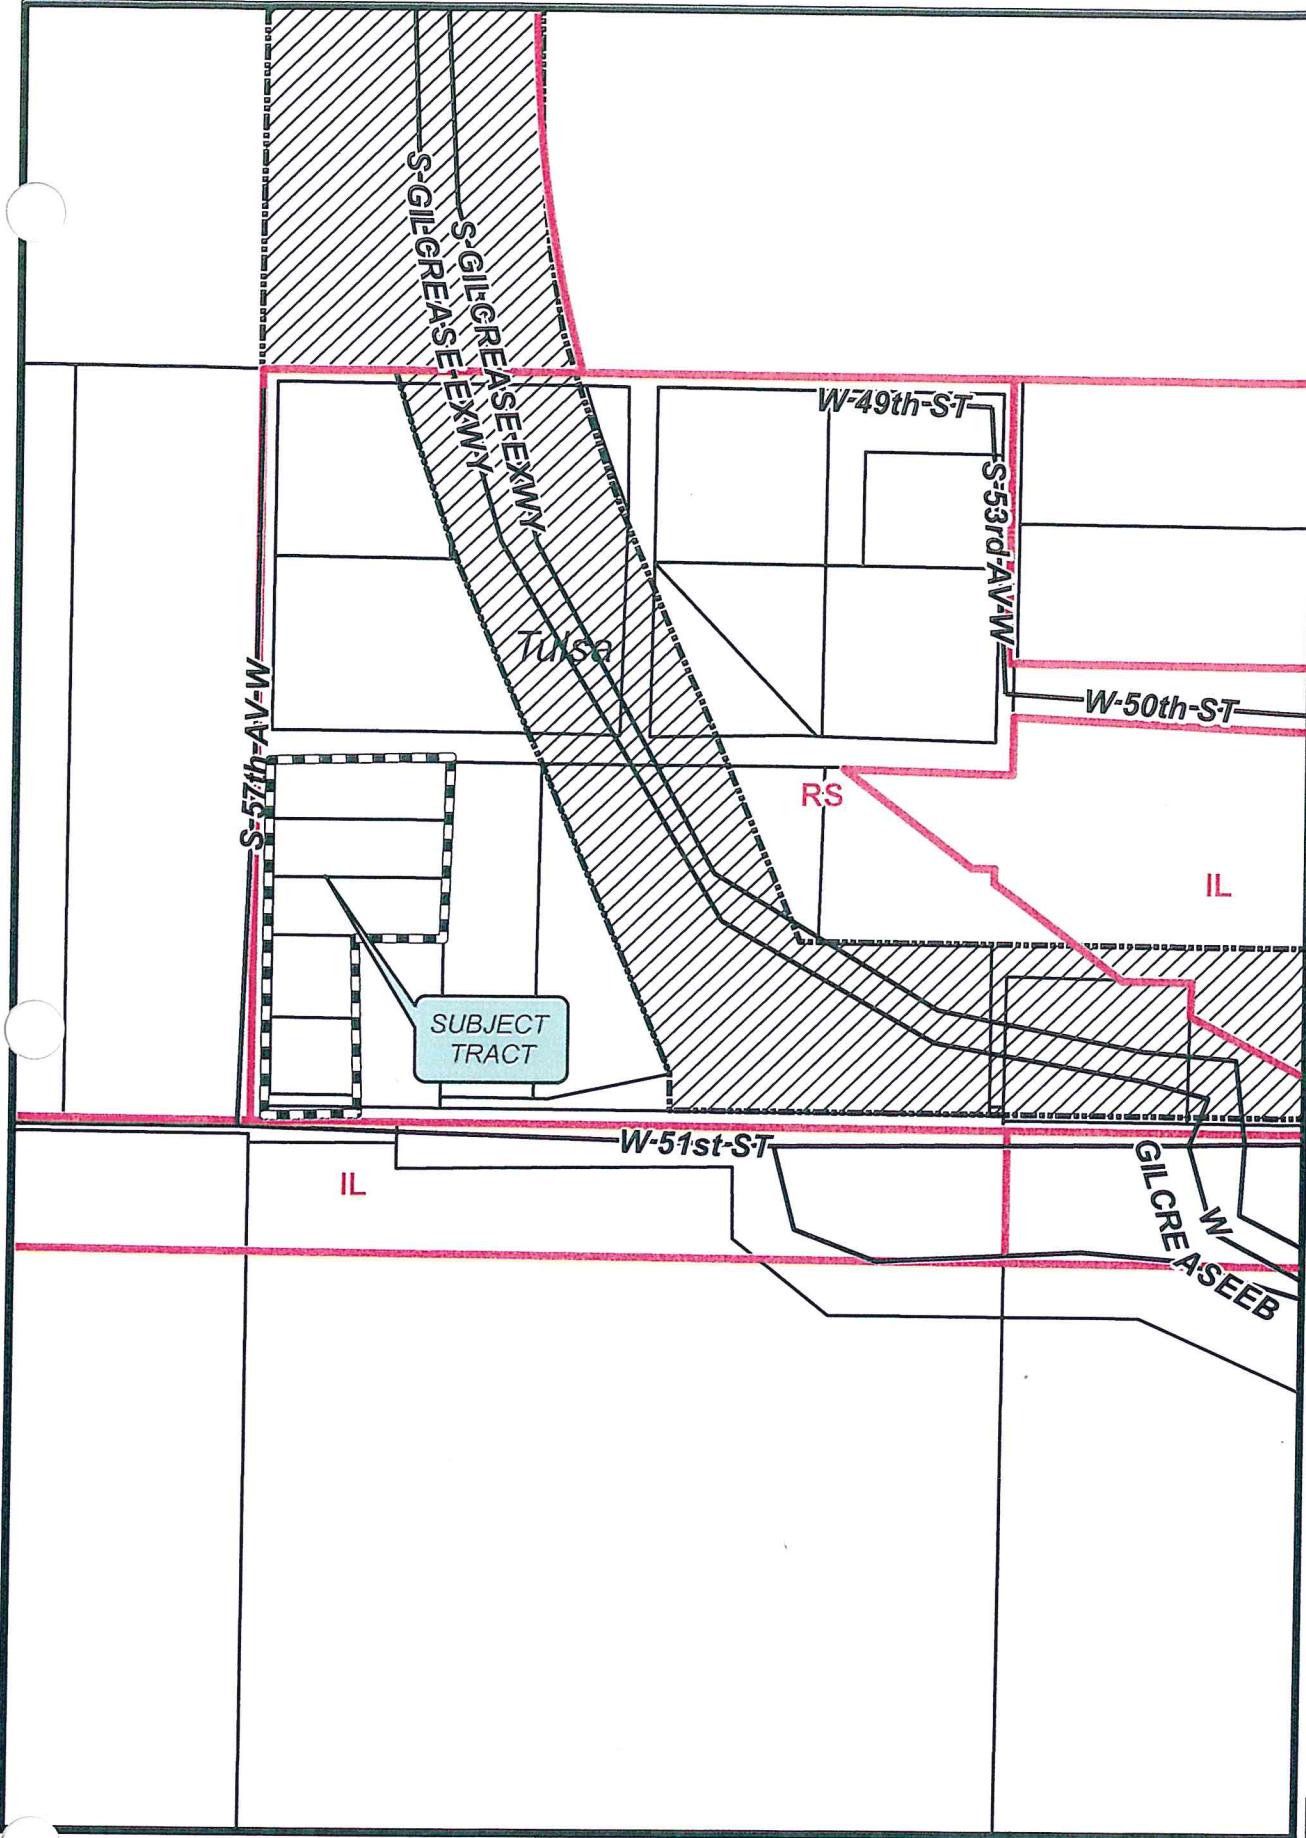 S-GILCREASE-EXWY
S-GILCREASE-EXWY
W-49th-ST
S-53rd-AV-W
Tulsa
S-57th-AV-W
W-50th-ST
RS
IL
SUBJECT
TRACT
W-51st-ST
IL
GILCREASEEB
W